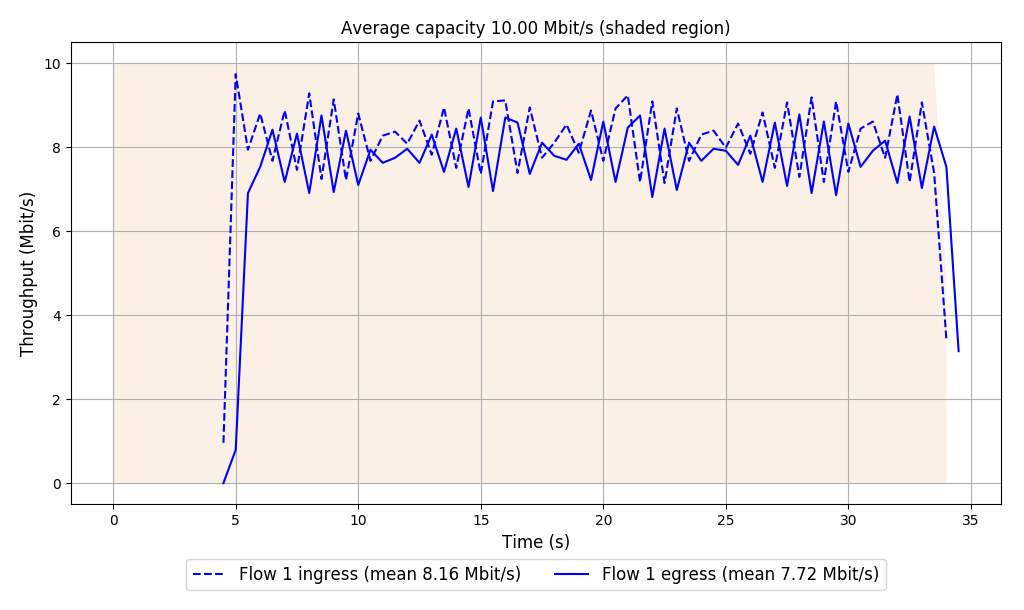 Average capacity 10.00 Mbit/s (shaded region)
Throughput (Mbit/s)
10
8
6
4
2
0
0 5 10 15 20 25 30 35
Time (s)
Flow 1 ingress (mean 8.16 Mbit/s) Flow 1 egress (mean 7.72 Mbit/s)